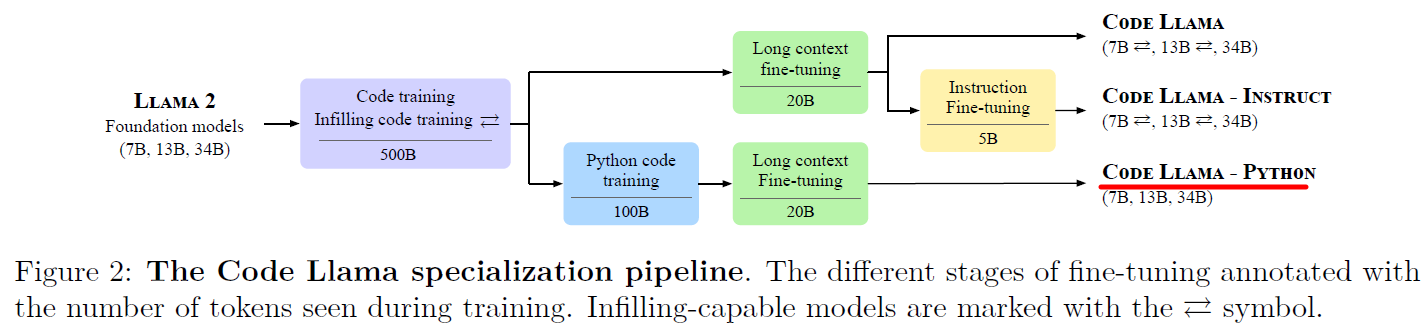 LLAMA 2
Foundation models
(7B, 13B, 34B)
Code training
Infilling code training ⇄
500B
Long context
fine-tuning
20B
Python code
training
100B
Long context
Fine-tuning
20B
Instruction
Fine-tuning
5B
CODE LLAMA
(7B ⇄, 13B ⇄, 34B)
CODE LLAMA - INSTRUCT
(7B ⇄, 13B ⇄, 34B)
CODE LLAMA - PYTHON
(7B, 13B, 34B)
Figure 2: The Code Llama specialization pipeline. The different stages of fine-tuning annotated with
the number of tokens seen during training. Infilling-capable models are marked with the ⇄ symbol.